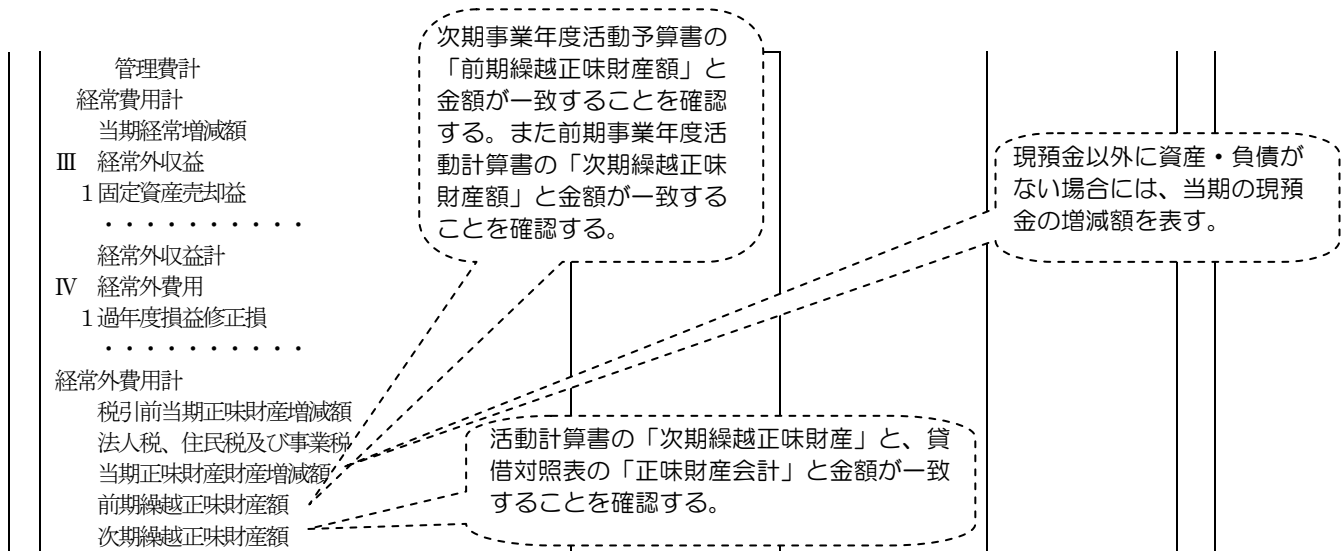 管理費計
経常費用計
当期経常増減額
Ⅲ 経常外収益
1 固定資産売却益
・・・・・・・・・・
経常外収益計
Ⅳ 経常外費用
1 過年度損益修正損
・・・・・・・・・・
経常外費用計
税引前当期正味財産増減額
法人税、住民税及び事業税
当期正味財産財産増減額
前期繰越正味財産額
次期繰越正味財産額
次期事業年度活動予算書の
「前期繰越正味財産額」と
金額が一致することを確認
する。また前期事業年度活
動計算書の「次期繰越正味
財産額」と金額が一致する
ことを確認する。
現預金以外に資産・負債が
ない場合には、当期の現預
金の増減額を表す。
活動計算書の「次期繰越正味財産」と、貸
借対照表の「正味財産会計」と金額が一致
することを確認する。